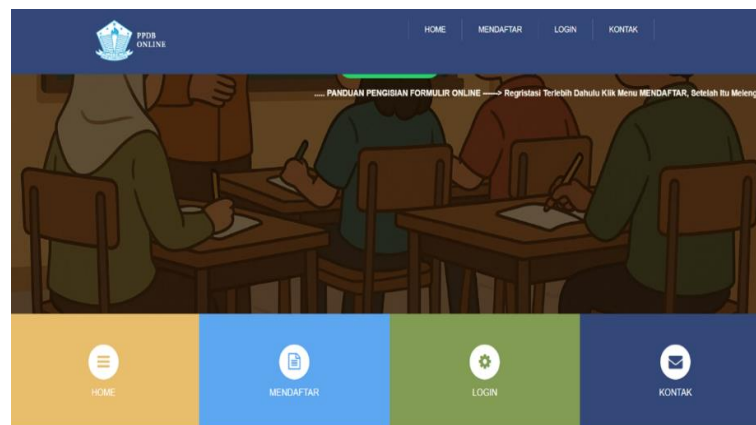 PPDB
ONLINE
HOME MENDAFTAR LOGIN KONTAK
..... PANDUAN PENGISIAN FORMULIR ONLINE -----> Regristasi Terlebih Dahulu Klik Menu MENDAFTAR, Setelah Itu Meleng
HOME MENDAFTAR LOGIN KONTAK